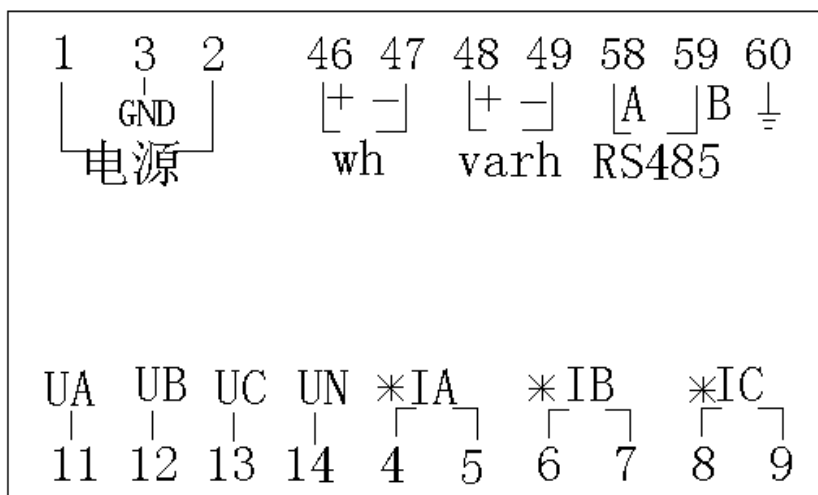 1 3 2 46 47 48 49 58 59 60
GND + - + - A B
电源 wh varh RS485
UA UB UC UN *IA *IB *IC
11 12 13 14 4 5 6 7 8 9